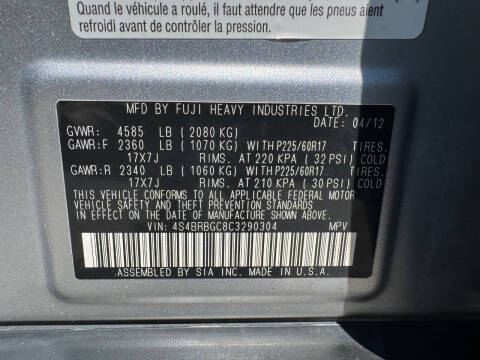 Quand le véhicule a roulé, il faut attendre que les pneus aient
refroidi avant de contrôler la pression.
MFD BY FUJI HEAVY INDUSTRIES LTD.
DATE: 04/12
GVWR: 4585 LB ( 2080 KG)
GAWR:F 2360 LB ( 1070 KG) WITH P225/60R17 TIRES.
17X7J RIMS. AT 220 KPA ( 32 PSI) COLD
GAWR:R 2340 LB ( 1060 KG) WITH P225/60R17 TIRES.
17X7J RIMS. AT 210 KPA ( 30 PSI) COLD
THIS VEHICLE CONFORMS TO ALL APPLICABLE FEDERAL MOTOR
VEHICLE SAFETY AND THEFT PREVENTION STANDARDS
IN EFFECT ON THE DATE OF MANUFACTURE SHOWN ABOVE.
VIN: 4S4BRBGC8C3290304 MPV
ASSEMBLED BY SIA INC. MADE IN U.S.A.